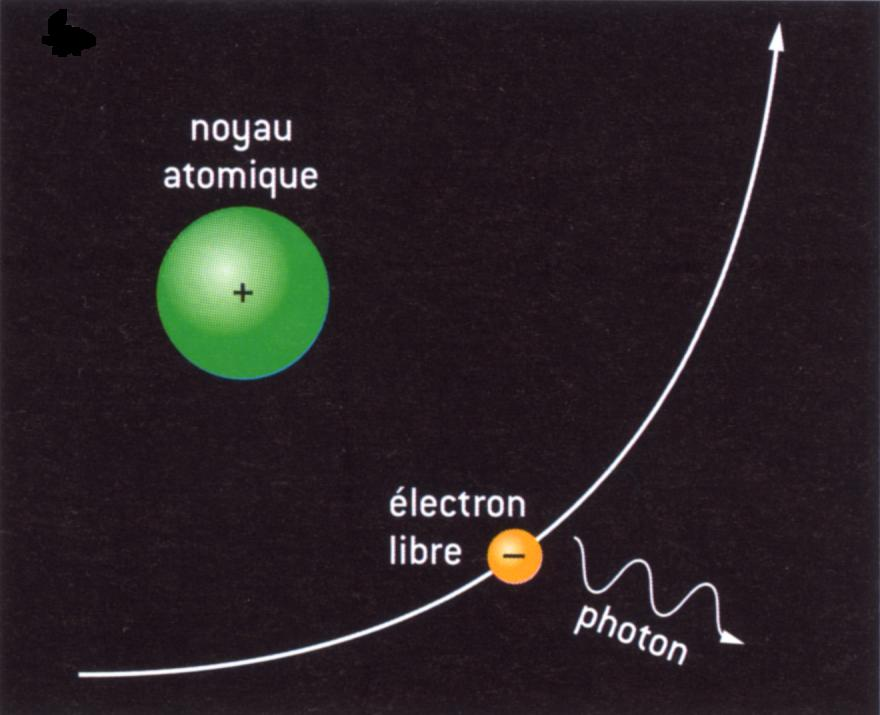 noyau
atomique
+
électron
libre
−
photon